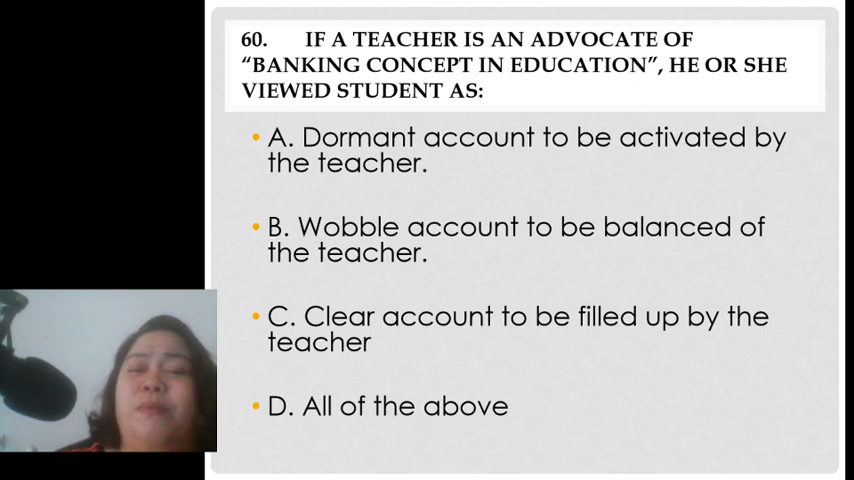 60. IF A TEACHER IS AN ADVOCATE OF
“BANKING CONCEPT IN EDUCATION”, HE OR SHE
VIEWED STUDENT AS:
• A. Dormant account to be activated by
the teacher.
• B. Wobble account to be balanced of
the teacher.
• C. Clear account to be filled up by the
teacher
• D. All of the above